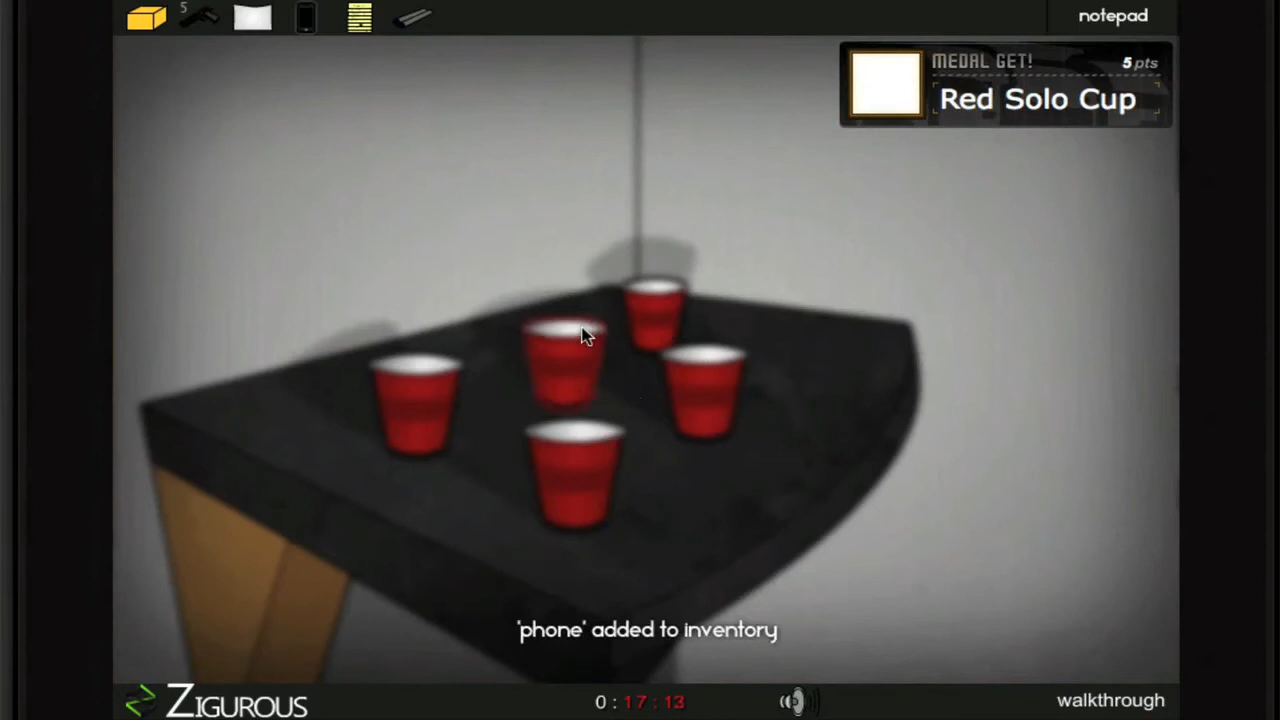 5
notepad
MEDAL GET! 5 pts
Red Solo Cup
'phone' added to inventory
ZIGUROUS 0 : 17 : 13 walkthrough